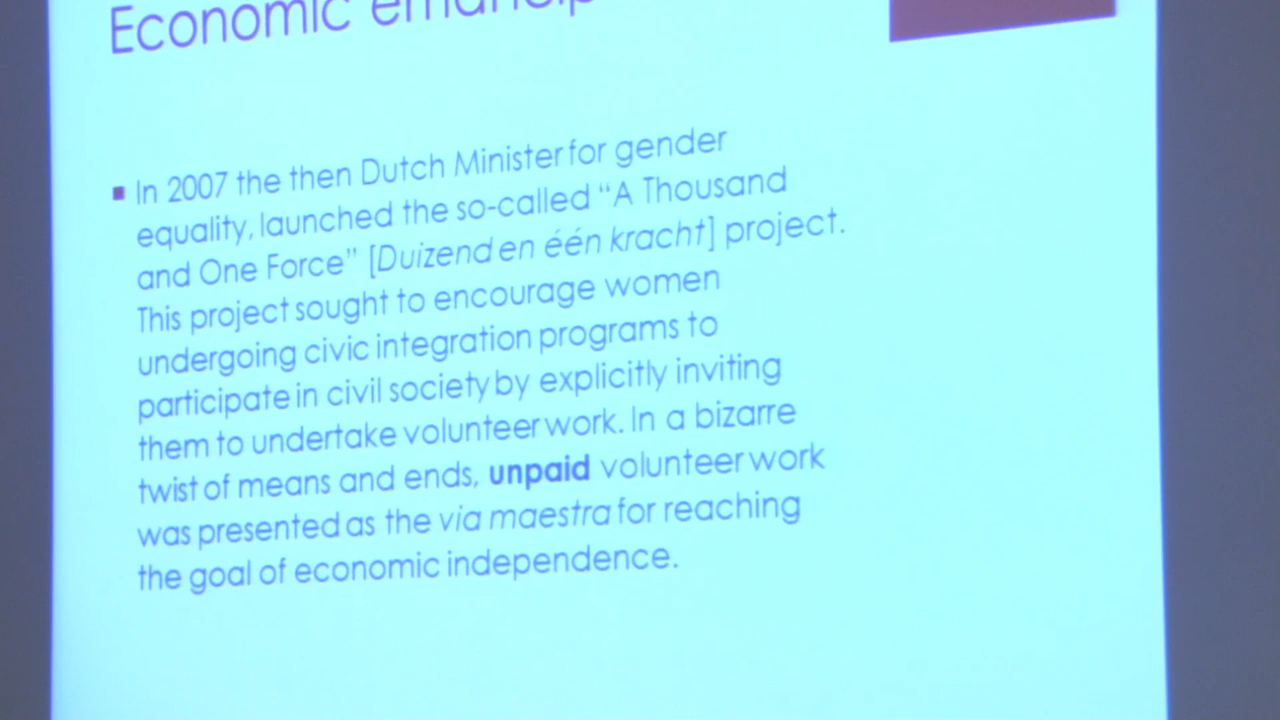 Economic
In 2007 the then Dutch Minister for gender
equality, launched the so-called “A Thousand
and One Force” [Duizend en één kracht] project.
This project sought to encourage women
undergoing civic integration programs to
participate in civil society by explicitly inviting
them to undertake volunteer work. In a bizarre
twist of means and ends, unpaid volunteer work
was presented as the via maestra for reaching
the goal of economic independence.